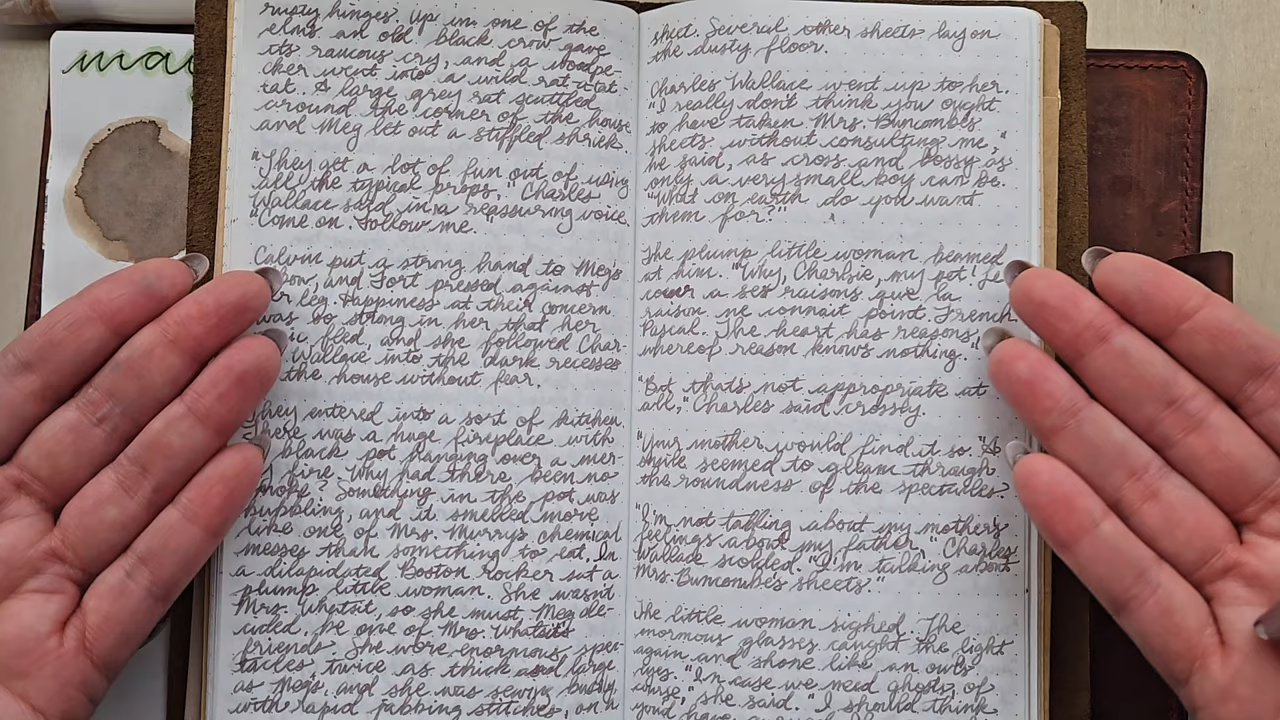 mar
rusty hinges. Up in one of the
elms an old black crow gave
its raucous cry, and a woodpe-
cker went into a wild rat-a-tat-
tat. A large grey rat scuttled
around the corner of the house
and Meg let out a stiffled shriek.
"They get a lot of fun out of using
all the typical props," Charles
Wallace said in a reassuring voice.
"Come on. Follow me."
Calvin put a strong hand to Meg's
bow, and Fort pressed against
er leg. Happiness at their concern
was so strong in her that her
ic fled and she followed Char-
Wallace into the dark recesses
the house without fear.
They entered into a sort of kitchen.
There was a huge fireplace with
black pot hanging over a mer-
y fire. Why had there been no
smoke? Something in the pot was
bubbling, and it smelled more
like one of Mrs. Murrys chemical
messes than something to eat. In
a dilapidated Boston rocker sat a
plump little woman. She wasn't
Mrs. Whatsit, so she must, Meg de-
cided, be one of Mrs. Whatsit's
friends. She wore enormous spec-
tacles, twice as thick and large
as Megs, and she was sewing busily,
with rapid jabbing stitches, on a
sheet. Several other sheets lay on
the dusty floor.
Charles Wallace went up to her.
"I really don't think you ought
to have taken Mrs. Buncombes
sheets without consulting me,"
he said, as cross and bossy as
only a very small boy can be.
"What on earth do you want
them for?"
The plump little woman beamed
at him. "Why, Charlsie, my pet! Le
coeur a ses raisons que la
raison ne connait point. French.
Pascal. The heart has reasons,
whereof reason knows nothing."
"But thats not appropriate at
all," Charles said crossly.
"Your mother would find it so." A
smile seemed to gleam through
the roundness of the spectacles.
"I'm not talking about my mother's
feelings about my father," Charles
Wallace scolded. "I'm talking about
Mrs. Buncombe's sheets."
The little woman sighed. The
enormous glasses caught the light
again and shone like an owl's
eyes. "In case we need ghosts, of
course," she said. "I should think
you'd have guessed.